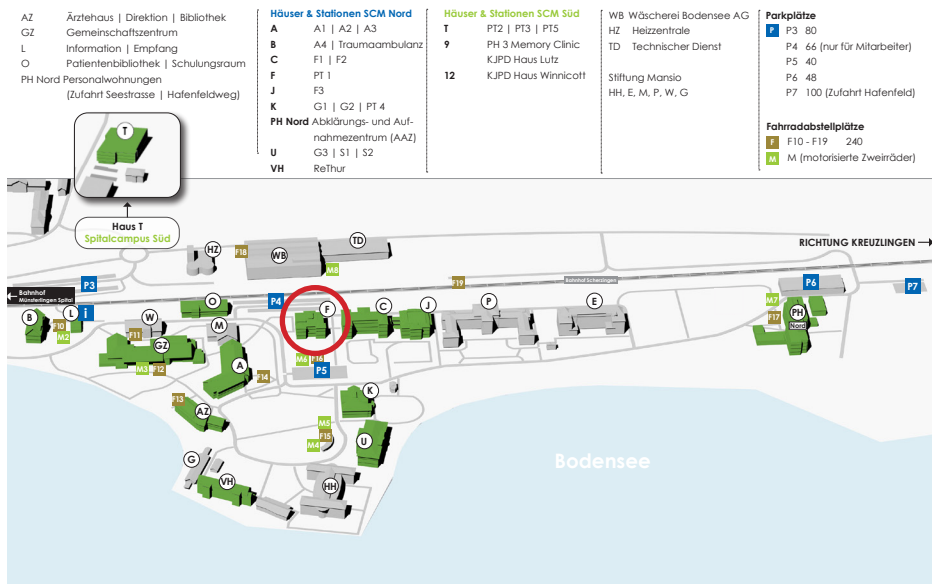 AZ Ärztehaus | Direktion | Bibliothek
GZ Gemeinschaftszentrum
L Information | Empfang
O Patientenbibliothek | Schulungsraum
PH Nord Personalwohnungen
(Zufahrt Seestrasse | Hafenfeldweg)
Häuser & Stationen SCM Nord
A A1 | A2 | A3
B A4 | Traumaambulanz
C F1 | F2
F PT 1
J F3
K G1 | G2 | PT 4
PH Nord Abklärungs- und Auf-
nahmezentrum (AAZ)
U G3 | S1 | S2
VH ReThur
Häuser & Stationen SCM Süd
T PT2 | PT3 | PT5
9 PH 3 Memory Clinic
KJPD Haus Lutz
12 KJPD Haus Winnicott
WB Wäscherei Bodensee AG
HZ Heizzentrale
TD Technischer Dienst
Stiftung Mansio
HH, E, M, P, W, G
Parkplätze
P P3 80
P4 66 (nur für Mitarbeiter)
P5 40
P6 48
P7 100 (Zufahrt Hafenfeld)
Fahrradabstellplätze
F F10 - F19 240
M M (motorisierte Zweirräder)
T
Haus T
Spitalcampus Süd
HZ
F18
WB
TD
M8
RICHTUNG KREUZLINGEN
P3
F19
Bahnhof Scherzingen
P6
P7
Bahnhof
Münsterlingen Spital
B
F10
L
i
M2
O
P4
F
C
J
P
E
M7
F17
PH
Nord
W
F11
M
GZ
M3
F12
A
F14
M6
F16
P5
F13
AZ
K
M5
F15
M4
U
G
VH
HH
Bodensee